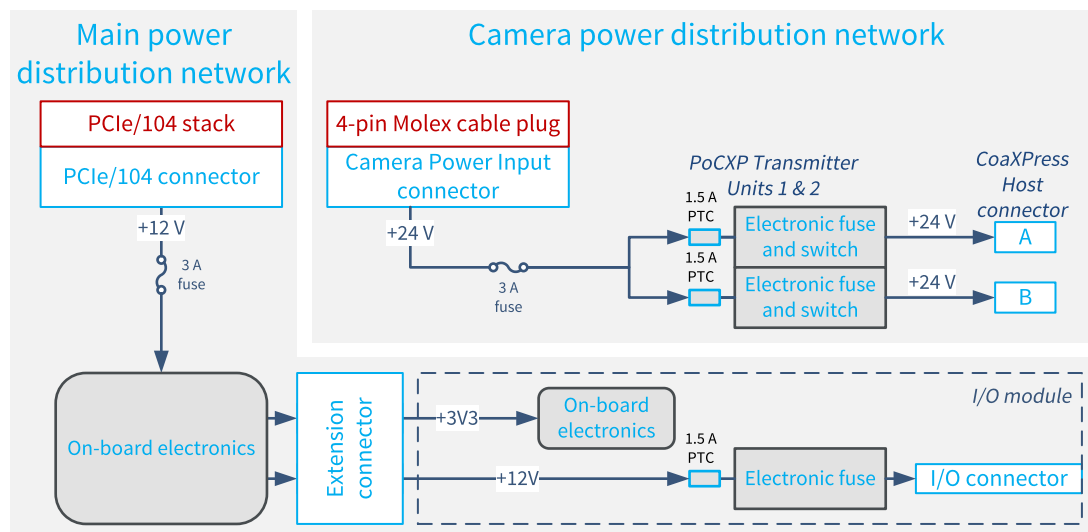 Main power
distribution network
PCIe/104 stack
PCIe/104 connector
+12 V
3 A
fuse
On-board electronics
Camera power distribution network
4-pin Molex cable plug
Camera Power Input
connector
+24 V
3 A
fuse
PoCXP Transmitter
Units 1 & 2
1.5 A
PTC
Electronic fuse
and switch
+24 V
CoaXPress
Host
connector
A
1.5 A
PTC
Electronic fuse
and switch
+24 V
B
Extension
connector
I/O module
+3V3
On-board
electronics
+12V
1.5 A
PTC
Electronic fuse
I/O connector